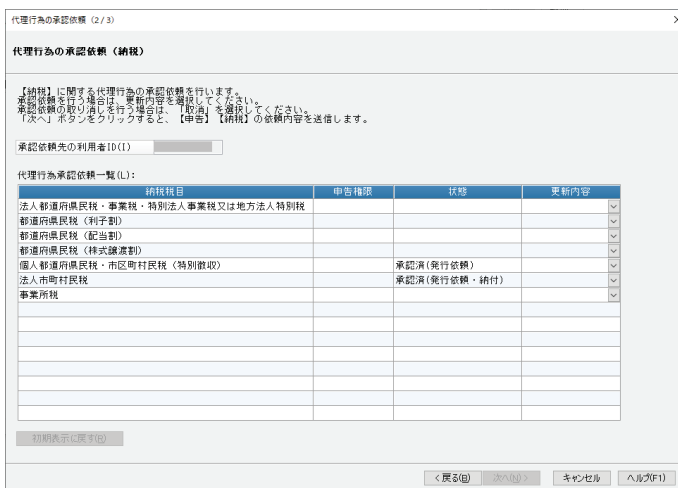 代理行為の承認依頼（2/3）
代理行為の承認依頼（納税）
【納税】に関する代理行為の承認依頼を行います。
承認依頼を行う場合は、更新内容を選択してください。
承認依頼の取り消しを行う場合は、「取消」を選択してください。
「次へ」ボタンをクリックすると、【申告】【納税】の依頼内容を送信します。
承認依頼先の利用者ID(I)
代理行為承認依頼一覧(L):
納税税目 申告権限 状態 更新内容
法人都道府県民税・事業税・特別法人事業税又は地方法人特別税
都道府県民税（利子割）
都道府県民税（配当割）
都道府県民税（株式譲渡割）
個人都道府県民税・市区町村民税（特別徴収） 承認済(発行依頼)
法人市町村民税 承認済(発行依頼・納付)
事業所税
初期表示に戻す(R)
< 戻る(B) 次へ(N) > キャンセル ヘルプ(F1)